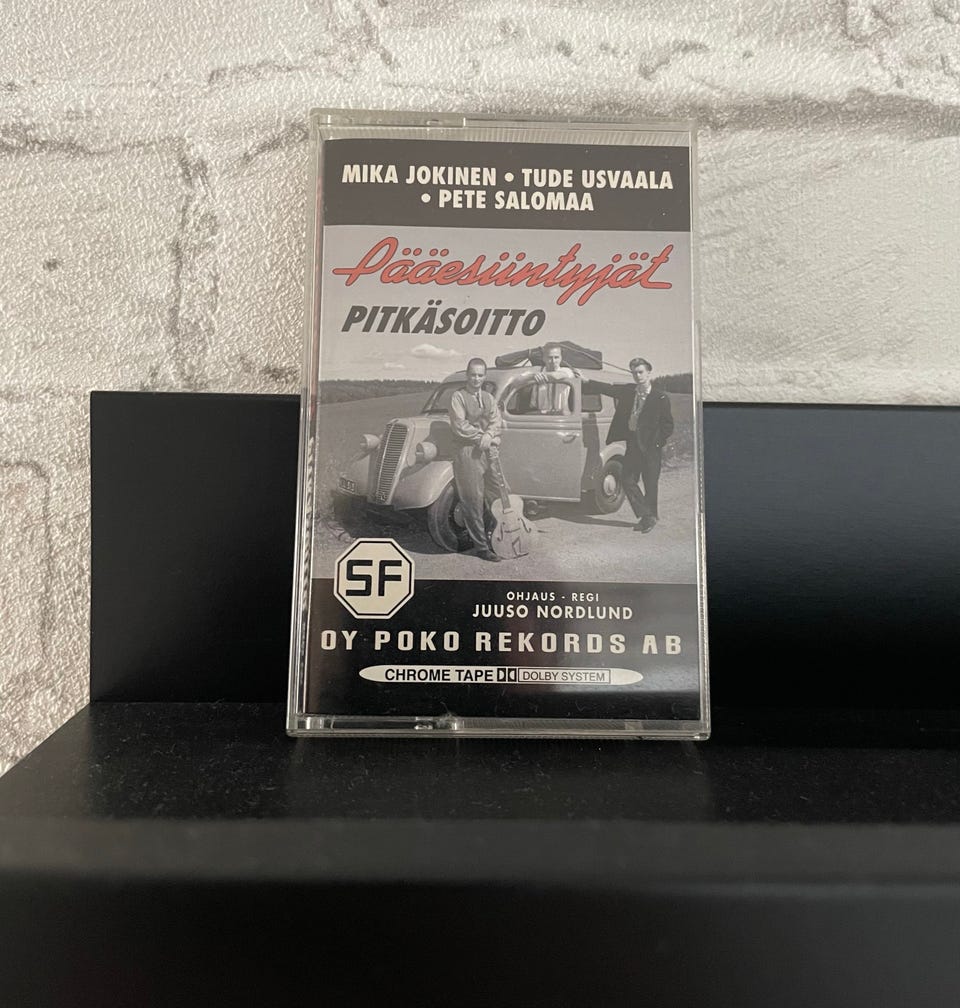 MIKA JOKINEN • TUDE USVAALA
• PETE SALOMAA
Pääesiintyjät
PITKÄSOITTO
SF
OHJAUS - REGI
JUUSO NORDLUND
OY POKO REKORDS AB
CHROME TAPE DOLBY SYSTEM